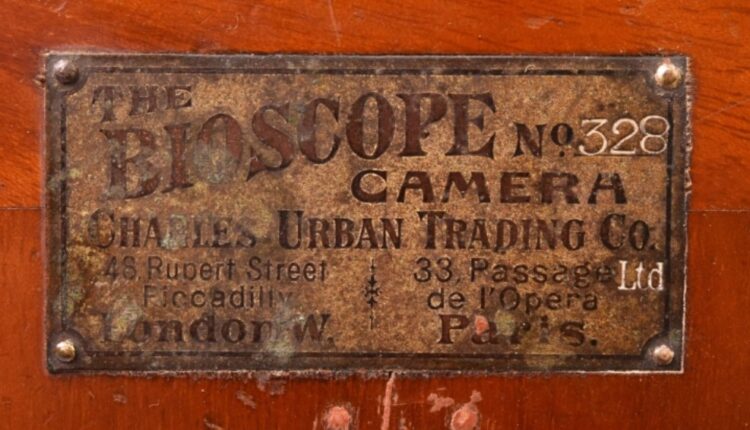 THE
BIOSCOPE No. 328
CAMERA
CHARLES URBAN TRADING CO. Ltd
48, Rupert Street
Piccadilly
London W.
33, Passage
de l'Opera
Paris.